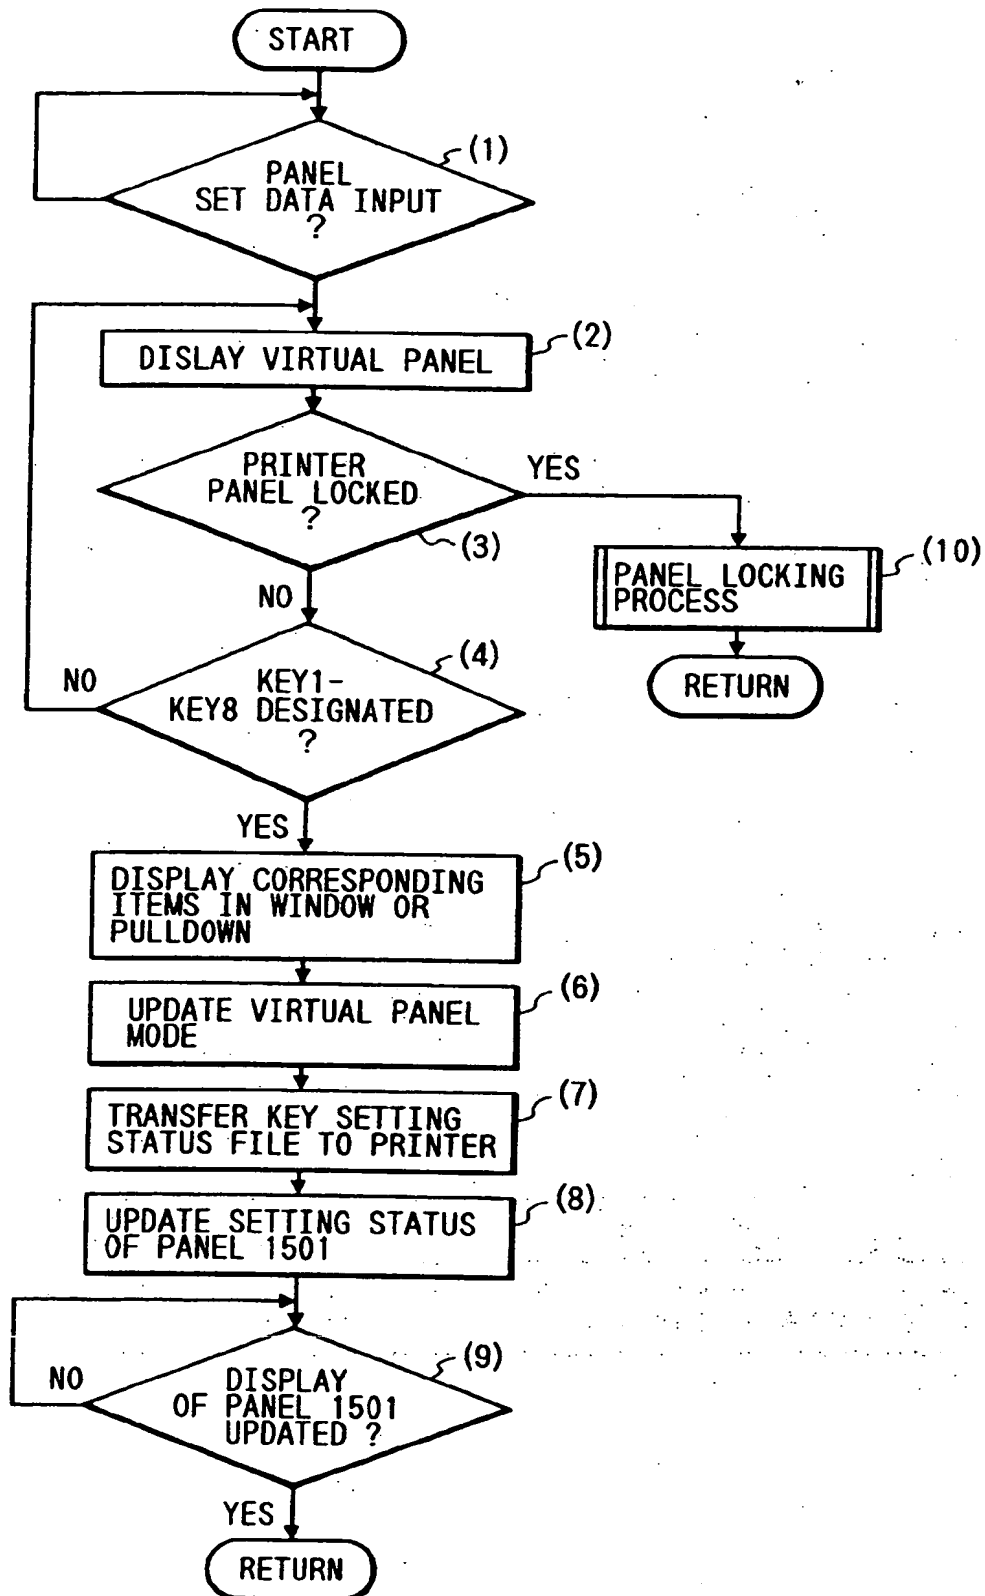 START
(1)
PANEL
SET DATA INPUT
?
(2)
DISLAY VIRTUAL PANEL
PRINTER
PANEL LOCKED
?
YES
(3)
NO
(10)
PANEL LOCKING
PROCESS
RETURN
(4)
KEY1-
KEY8 DESIGNATED
?
NO
YES
(5)
DISPLAY CORRESPONDING
ITEMS IN WINDOW OR
PULLDOWN
(6)
UPDATE VIRTUAL PANEL
MODE
(7)
TRANSFER KEY SETTING
STATUS FILE TO PRINTER
(8)
UPDATE SETTING STATUS
OF PANEL 1501
(9)
DISPLAY
OF PANEL 1501
UPDATED ?
NO
YES
RETURN